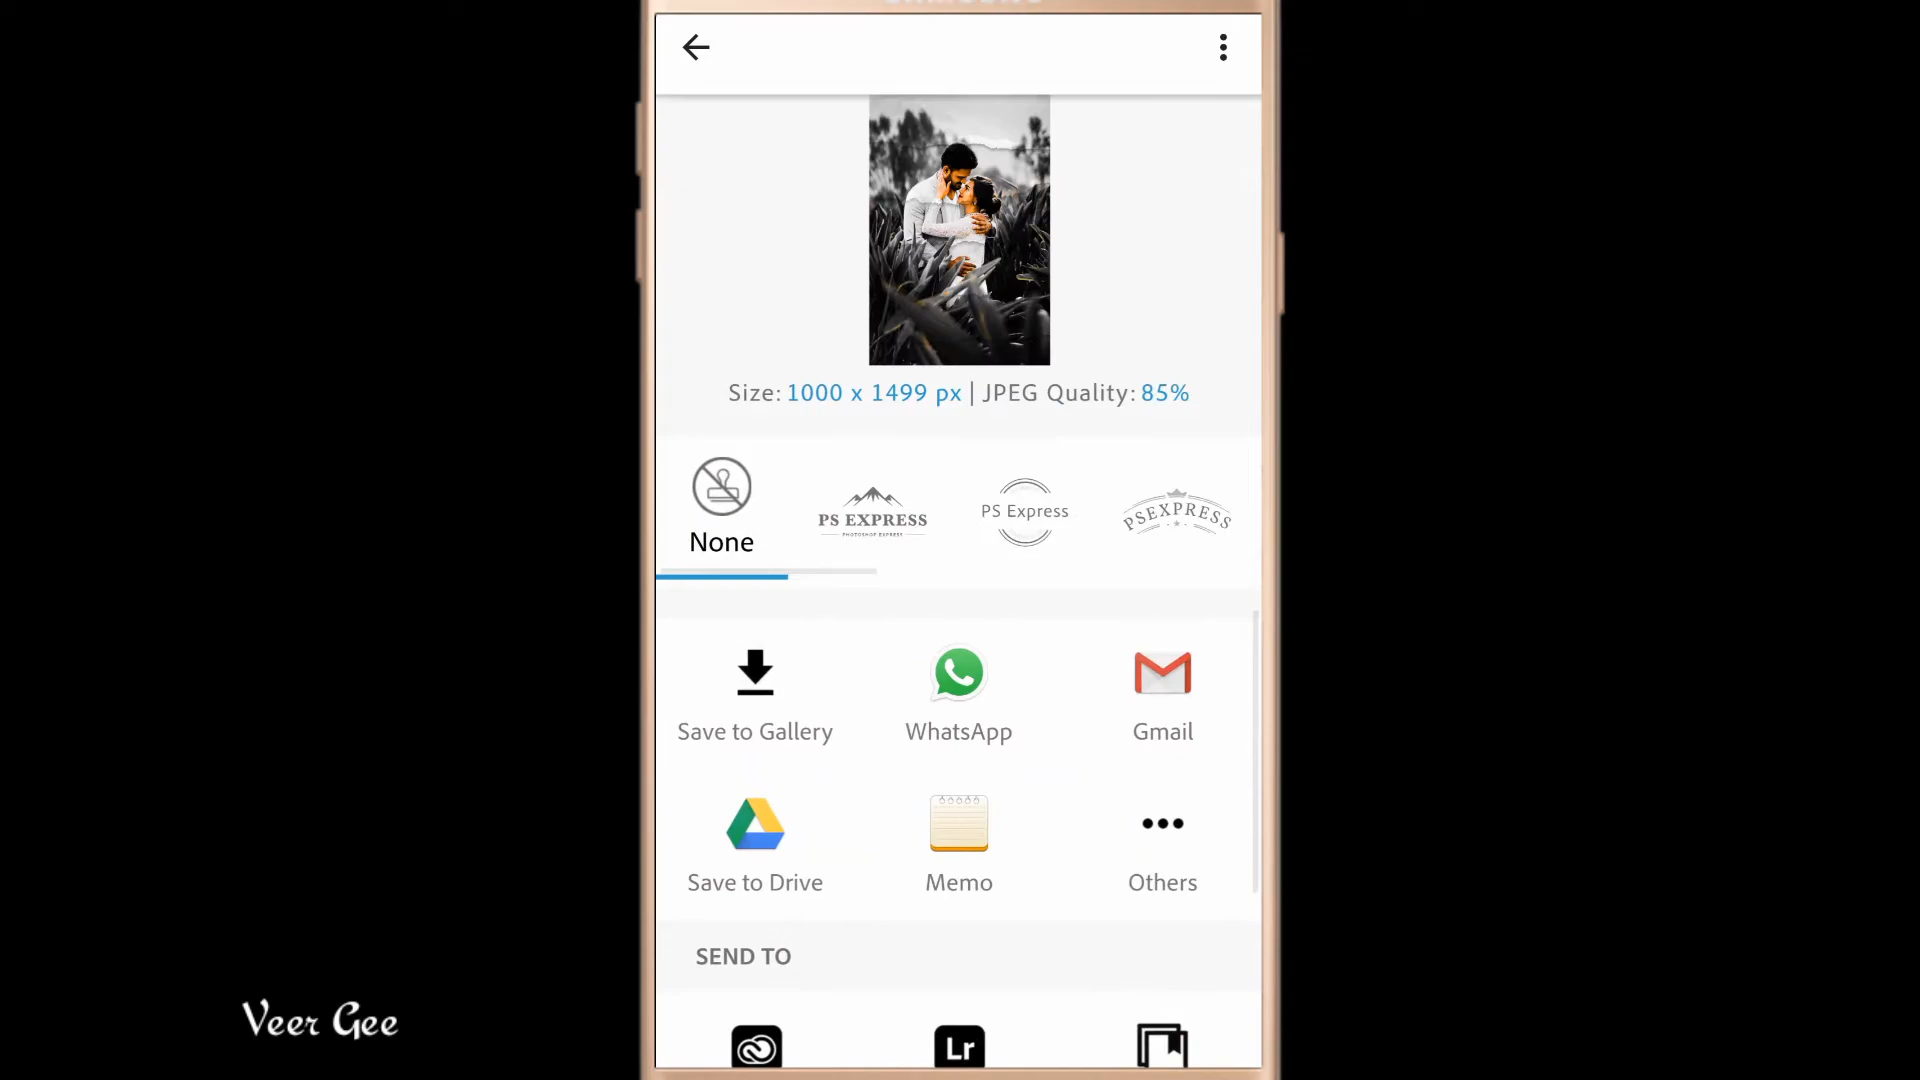 Size: 1000 x 1499 px | JPEG Quality: 85%
None
PS EXPRESS
PHOTOSHOP EXPRESS
PS Express
PSEXPRESS
Save to Gallery
WhatsApp
Gmail
Save to Drive
Memo
Others
SEND TO
Lr
Veer Gee